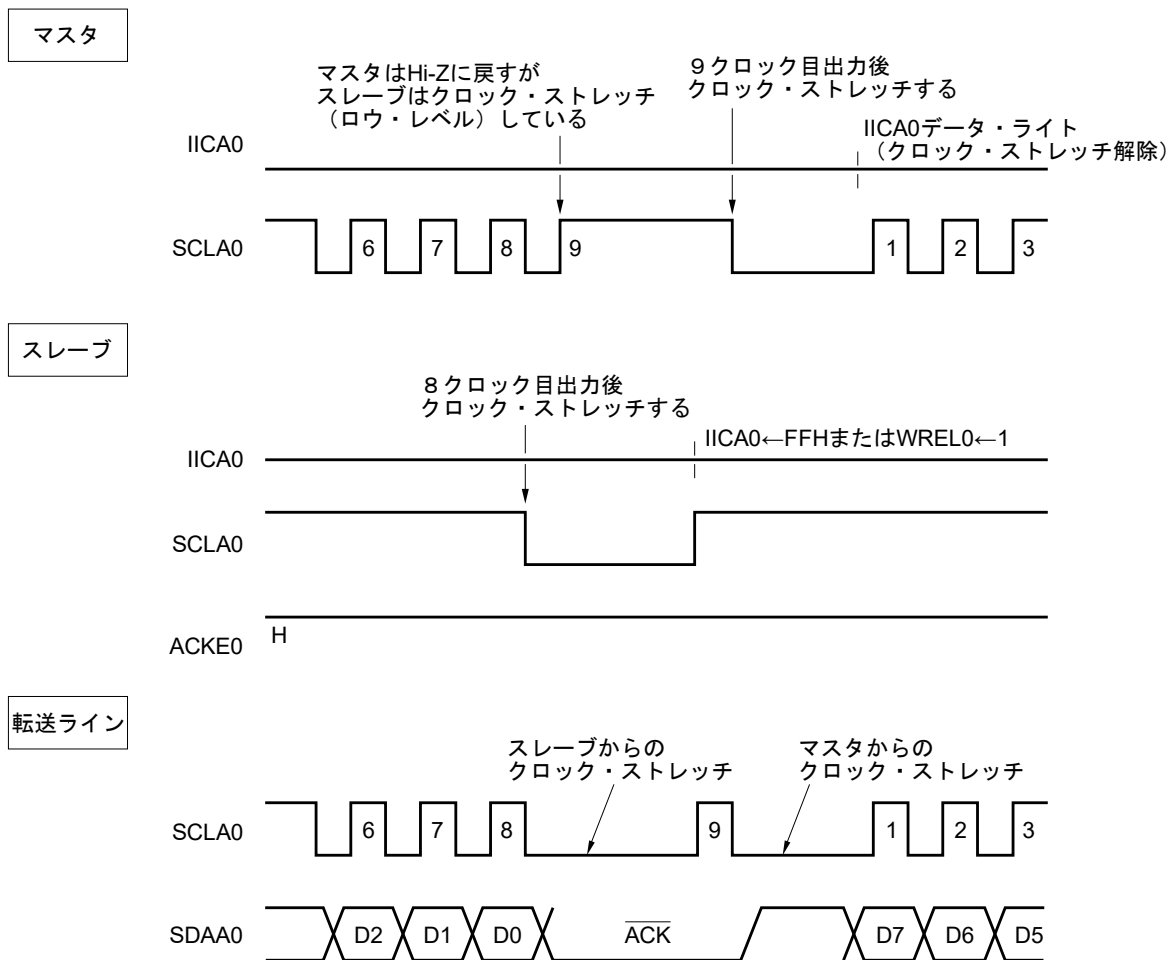 マスタ
マスタはHi-Zに戻すが
スレーブはクロック・ストレッチ
（ロウ・レベル）している
９クロック目出力後
クロック・ストレッチする
IICA0データ・ライト
（クロック・ストレッチ解除）
IICA0
SCLA0
6
7
8
9
1
2
3
スレーブ
８クロック目出力後
クロック・ストレッチする
IICA0←FFHまたはWREL0←1
IICA0
SCLA0
ACKE0
H
転送ライン
スレーブからの
クロック・ストレッチ
マスタからの
クロック・ストレッチ
SCLA0
6
7
8
9
1
2
3
SDAA0
D2
D1
D0
ACK
D7
D6
D5